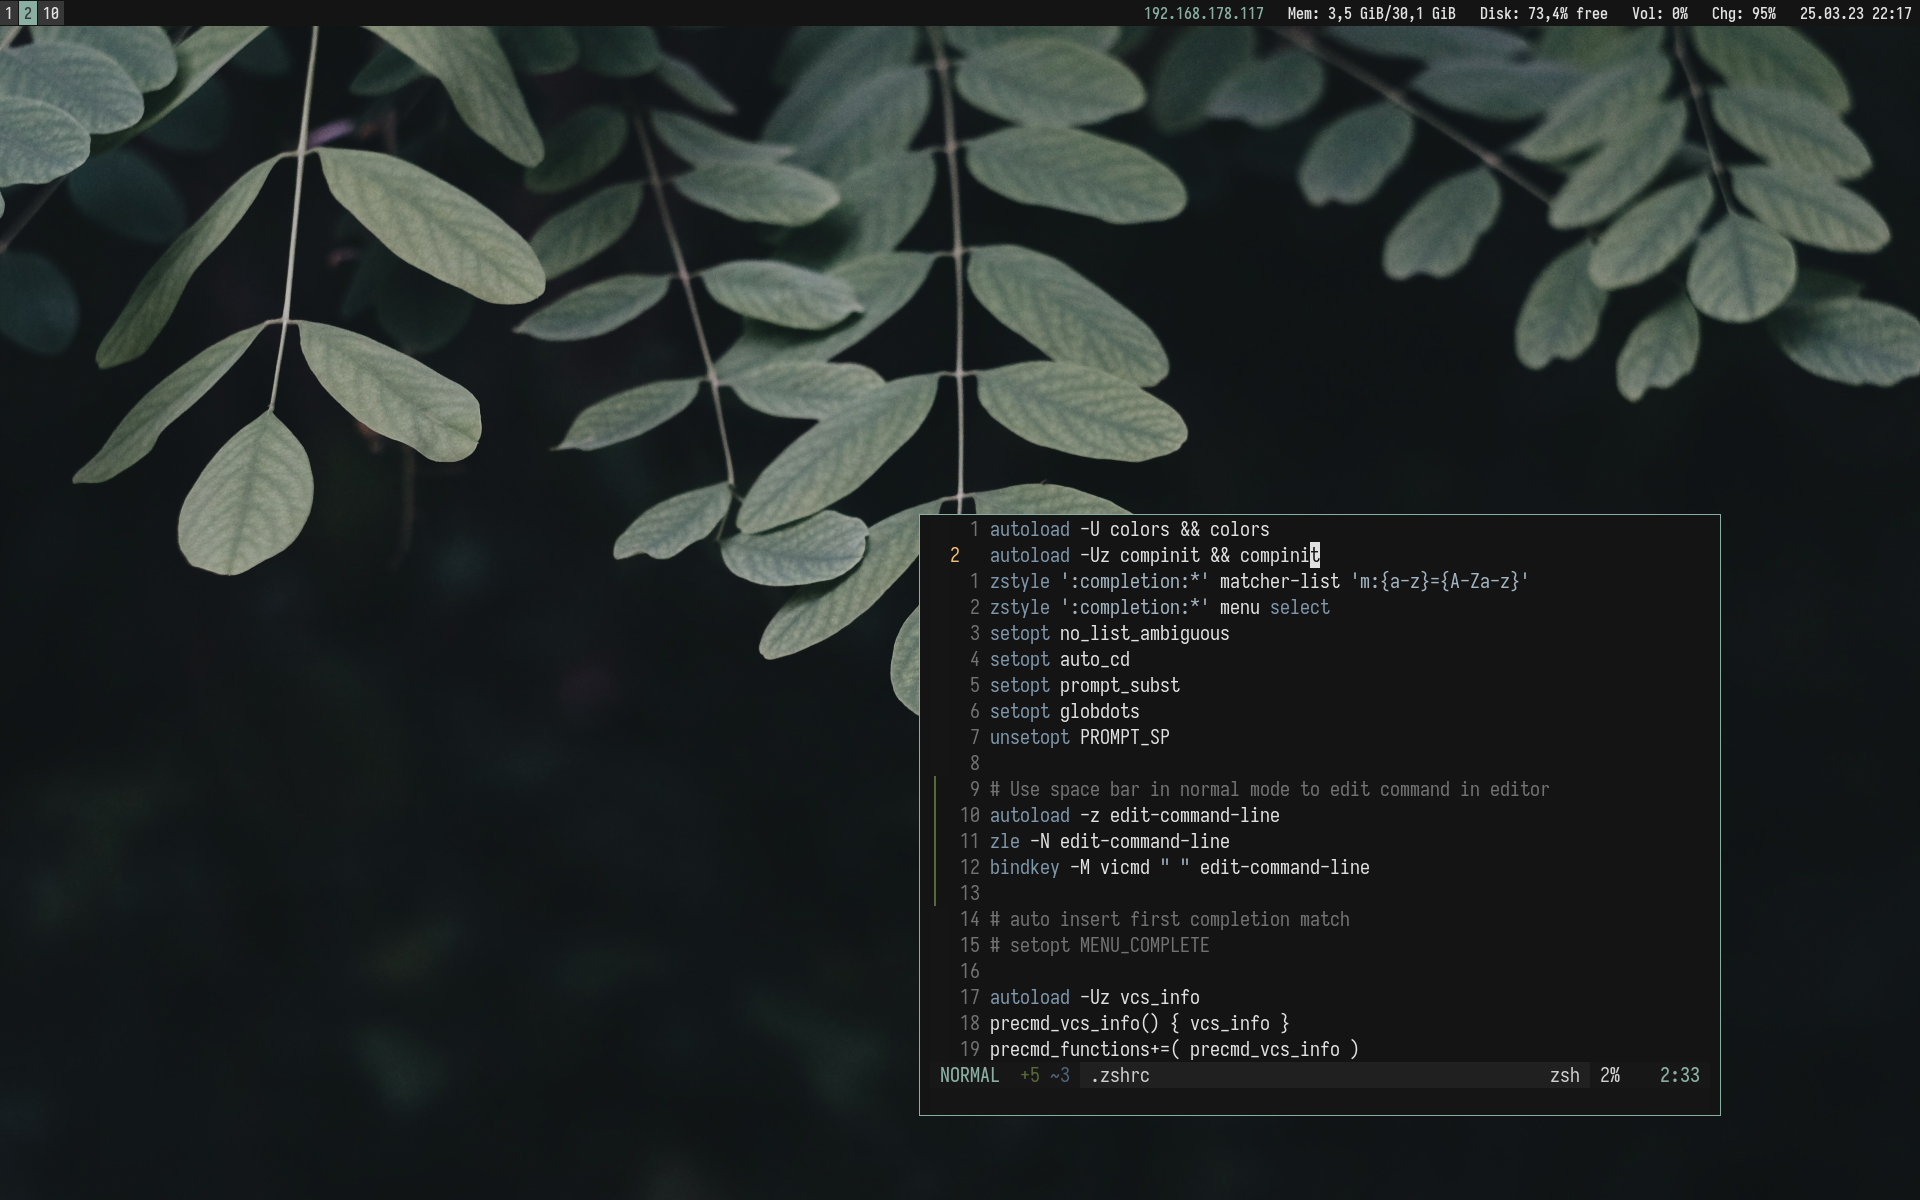 1 2 10 192.168.178.117 Mem: 3,5 GiB/30,1 GiB Disk: 73,4% free Vol: 0% Chg: 95% 25.03.23 22:17
1 autoload -U colors && colors
2 autoload -Uz compinit && compinit
1 zstyle ':completion:*' matcher-list 'm:{a-z}={A-Za-z}'
2 zstyle ':completion:*' menu select
3 setopt no_list_ambiguous
4 setopt auto_cd
5 setopt prompt_subst
6 setopt globdots
7 unsetopt PROMPT_SP
8
9 # Use space bar in normal mode to edit command in editor
10 autoload -z edit-command-line
11 zle -N edit-command-line
12 bindkey -M vicmd " " edit-command-line
13
14 # auto insert first completion match
15 # setopt MENU_COMPLETE
16
17 autoload -Uz vcs_info
18 precmd_vcs_info() { vcs_info }
19 precmd_functions+=( precmd_vcs_info )
NORMAL +5 ~3 .zshrc zsh 2% 2:33